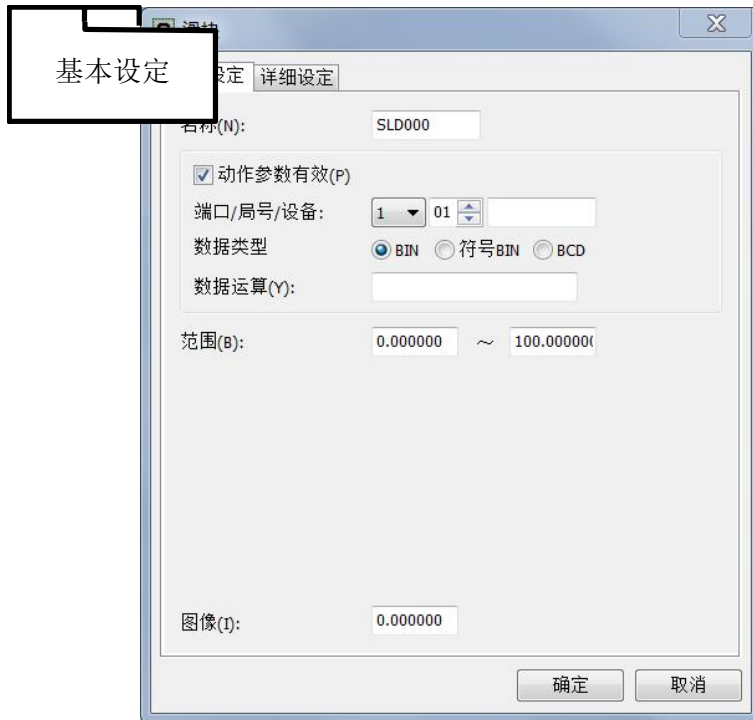 基本设定
滑块
设定 详细设定
名称(N): SLD000
动作参数有效(P)
端口/局号/设备: 1 01
数据类型 BIN 符号BIN BCD
数据运算(Y):
范围(B): 0.000000 ~ 100.000000
图像(I): 0.000000
确定 取消